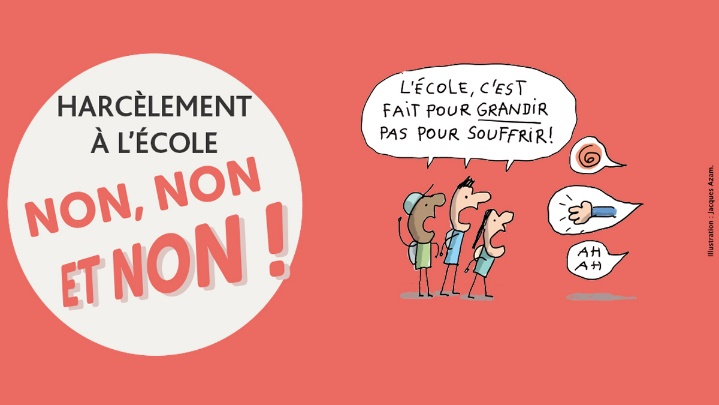 HARCÈLEMENT
À L'ÉCOLE
NON, NON
ET NON !
L'ÉCOLE, C'EST
FAIT POUR GRANDIR
PAS POUR SOUFFRIR!
AH
AH
Illustration : Jacques Azam.